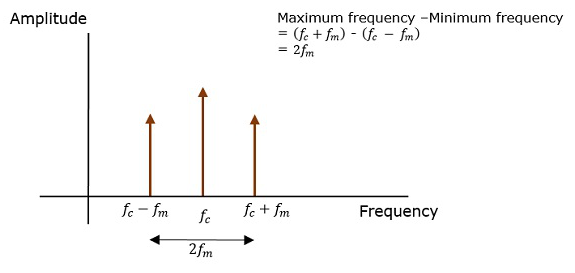 Amplitude
Maximum frequency –Minimum frequency
= (f𝑐 + f𝑚) - (f𝑐 − f𝑚)
= 2f𝑚
f𝑐 − f𝑚
f𝑐
f𝑐 + f𝑚
Frequency
2f𝑚